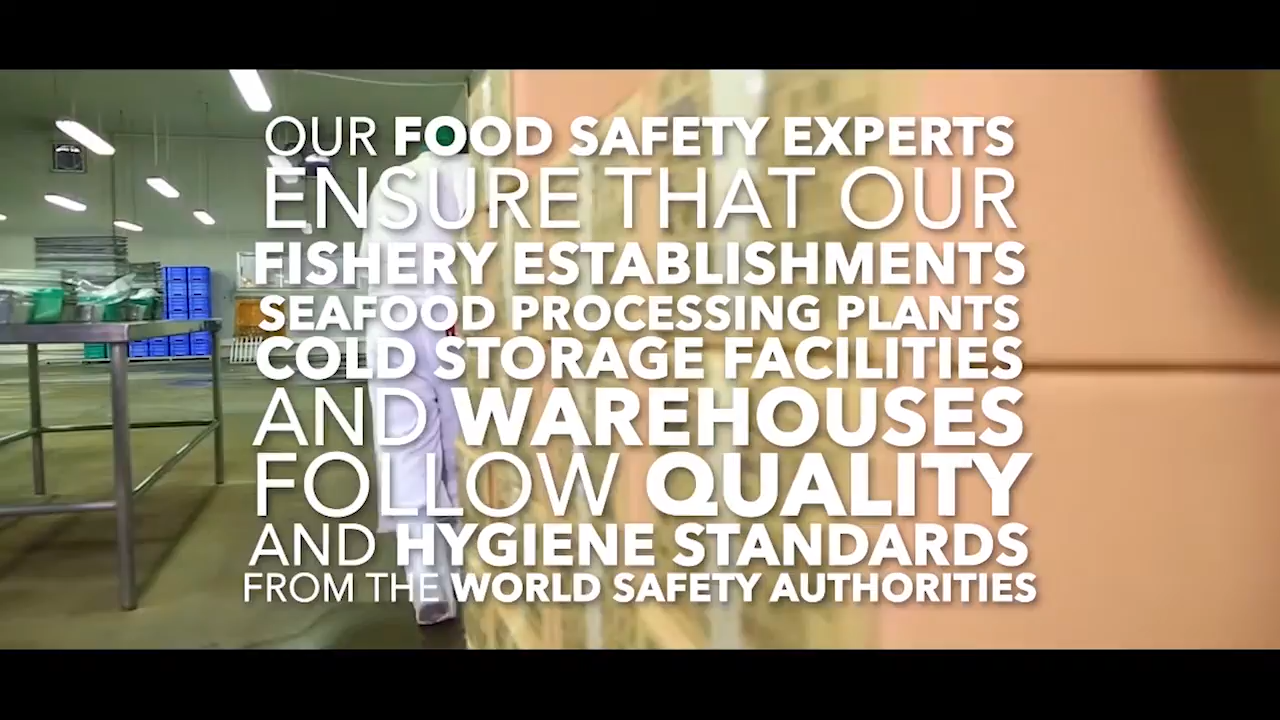 OUR FOOD SAFETY EXPERTS
ENSURE THAT OUR
FISHERY ESTABLISHMENTS
SEAFOOD PROCESSING PLANTS
COLD STORAGE FACILITIES
AND WAREHOUSES
FOLLOW QUALITY
AND HYGIENE STANDARDS
FROM THE WORLD SAFETY AUTHORITIES